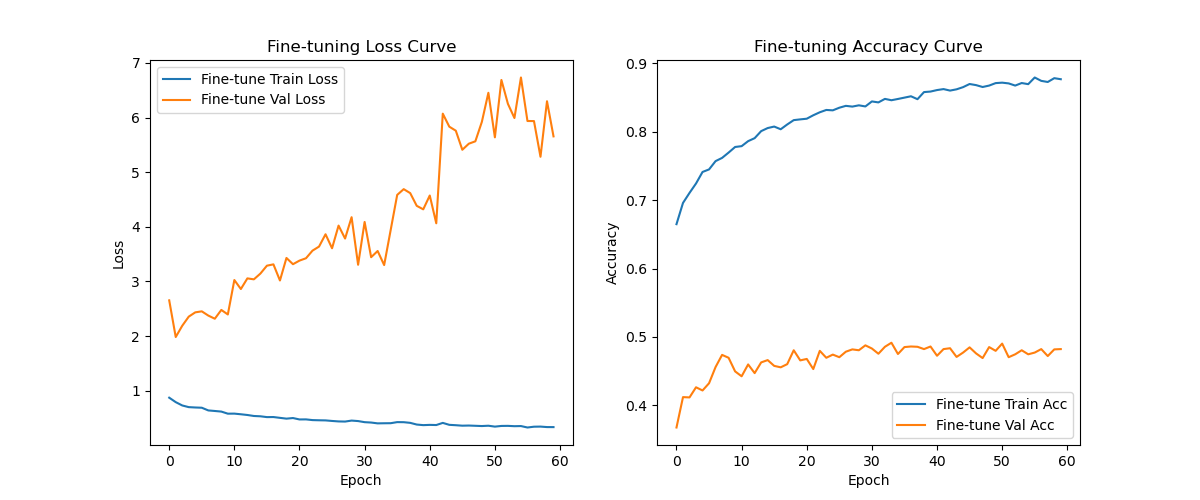 Fine-tuning Loss Curve
Fine-tune Train Loss
Fine-tune Val Loss
Loss
7
6
5
4
3
2
1
0
10
20
30
40
50
60
Epoch
Fine-tuning Accuracy Curve
Accuracy
0.9
0.8
0.7
0.6
0.5
0.4
Fine-tune Train Acc
Fine-tune Val Acc
0
10
20
30
40
50
60
Epoch